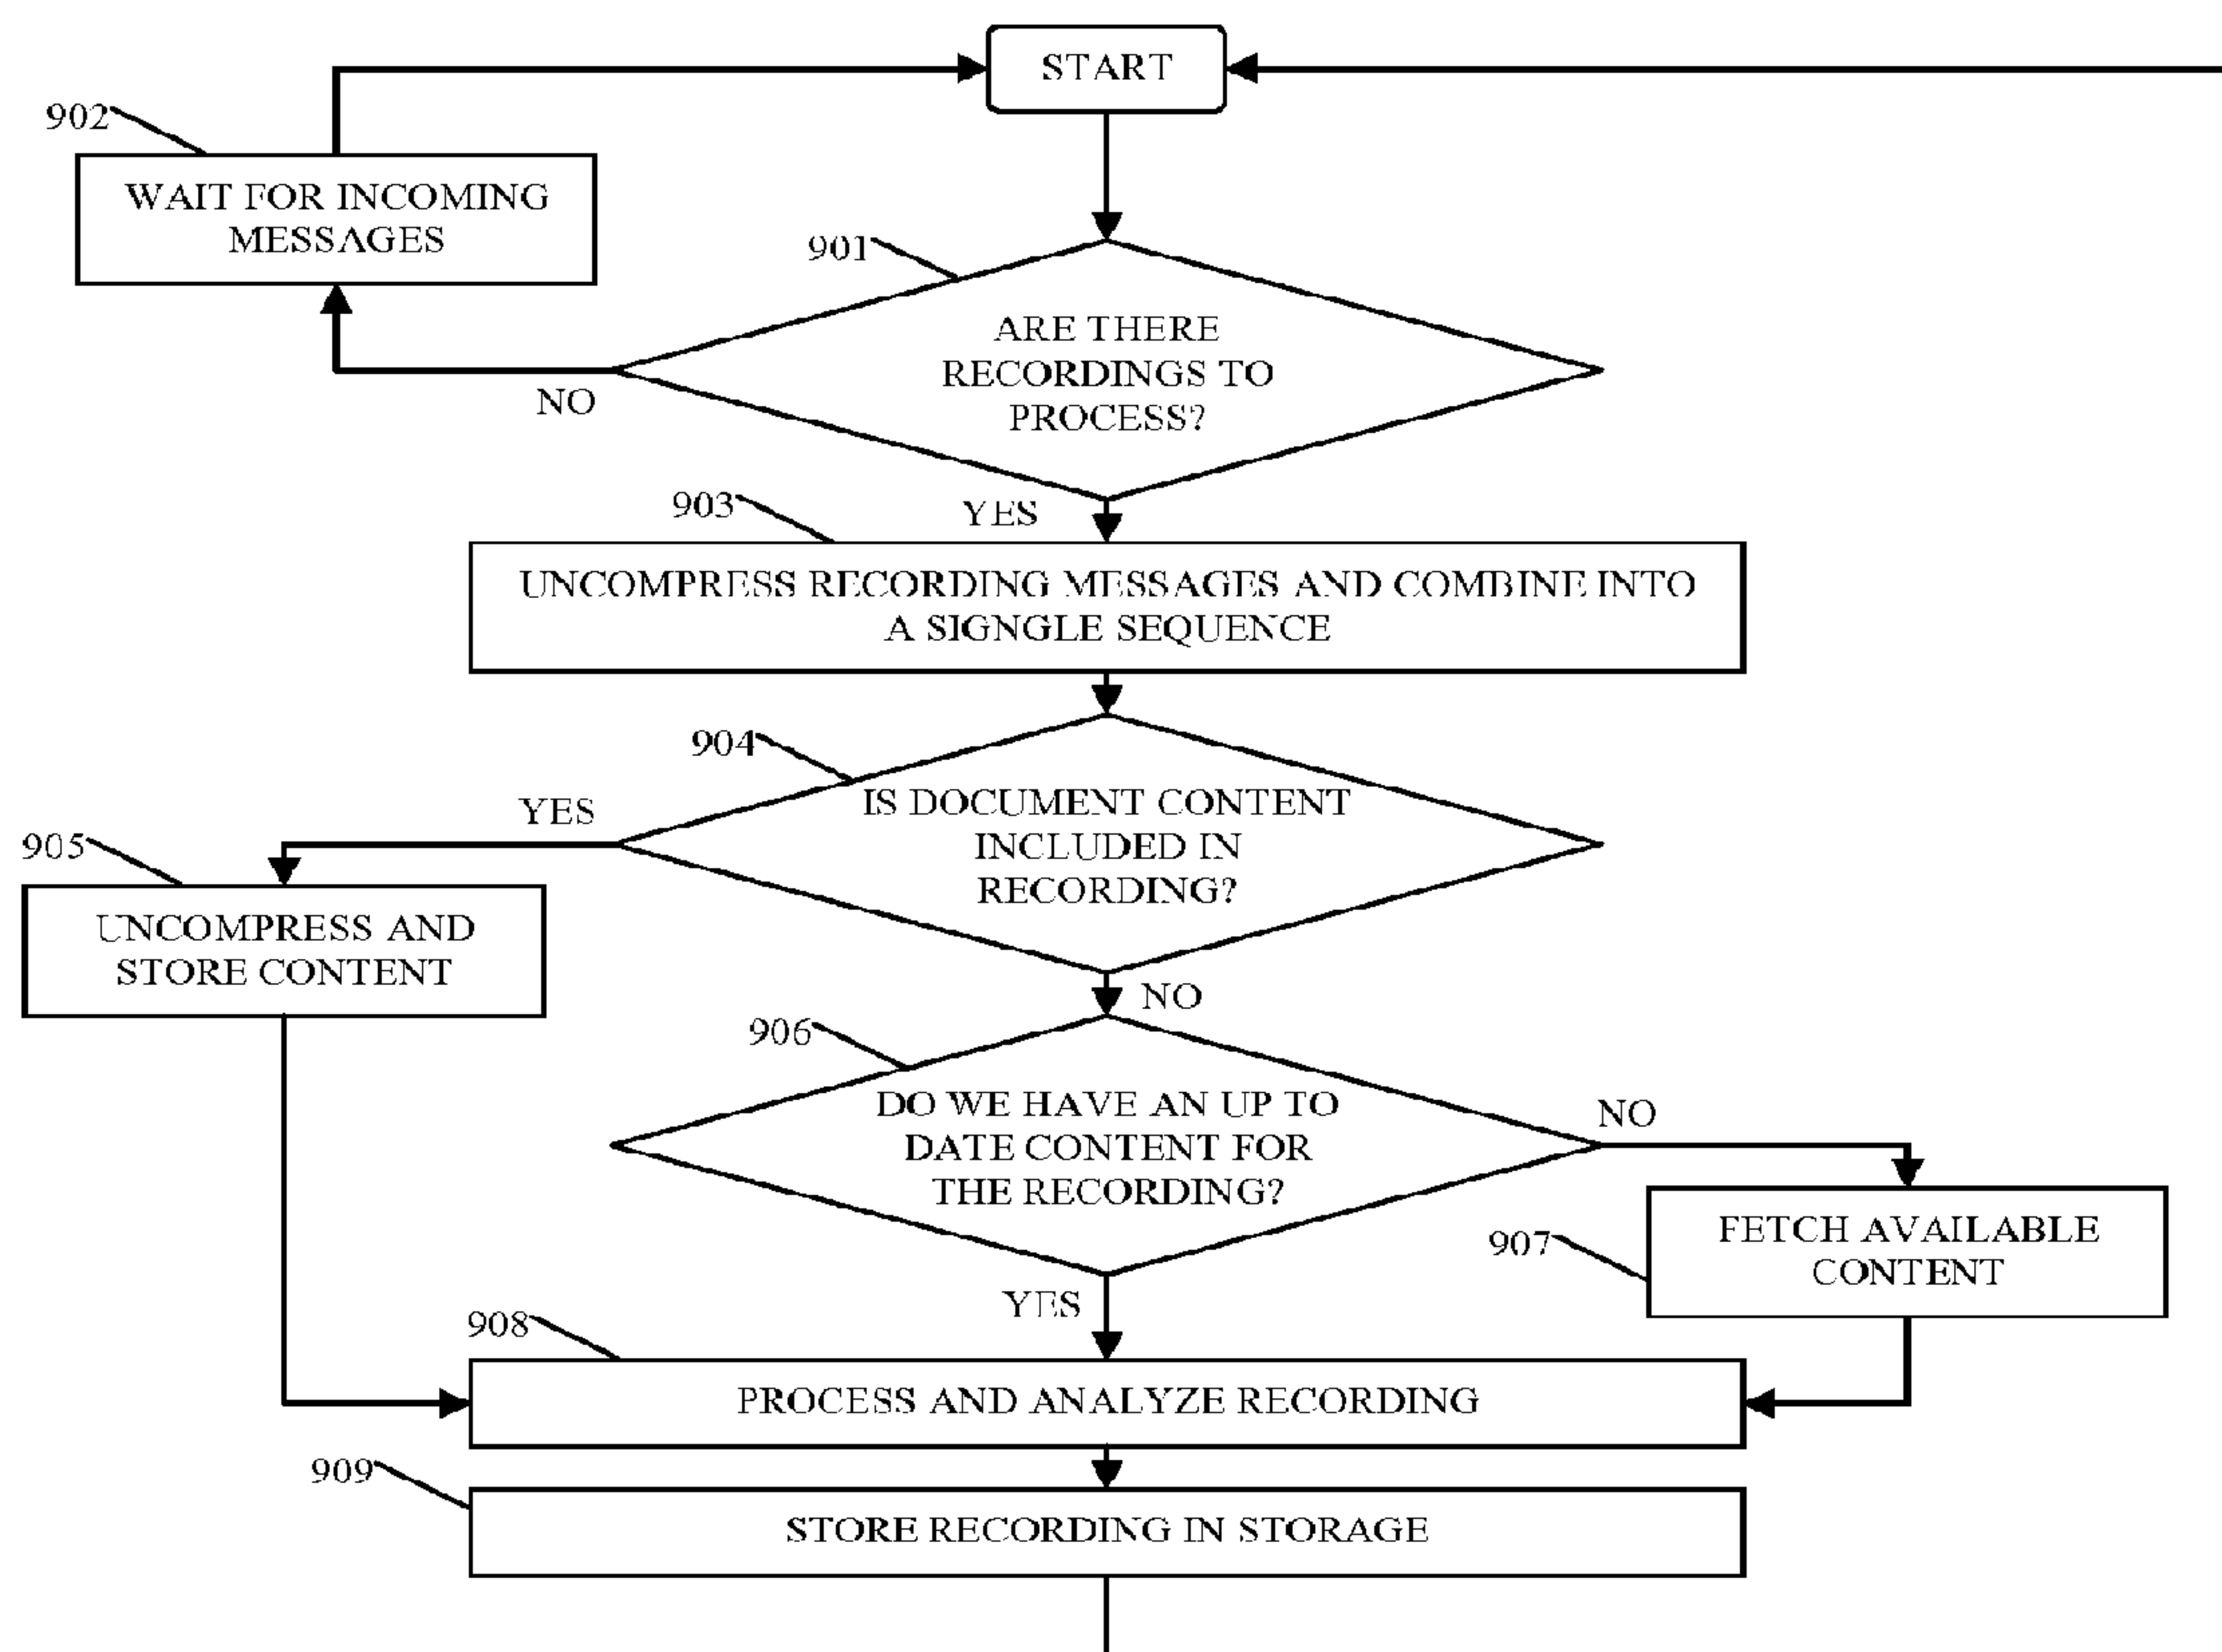 START
902
WAIT FOR INCOMING
MESSAGES
901
ARE THERE
RECORDINGS TO
PROCESS?
NO
903
YES
UNCOMPRESS RECORDING MESSAGES AND COMBINE INTO
A SIGNGLE SEQUENCE
904
IS DOCUMENT CONTENT
INCLUDED IN
RECORDING?
YES
905
UNCOMPRESS AND
STORE CONTENT
NO
906
DO WE HAVE AN UP TO
DATE CONTENT FOR
THE RECORDING?
NO
907
FETCH AVAILABLE
CONTENT
YES
908
PROCESS AND ANALYZE RECORDING
909
STORE RECORDING IN STORAGE